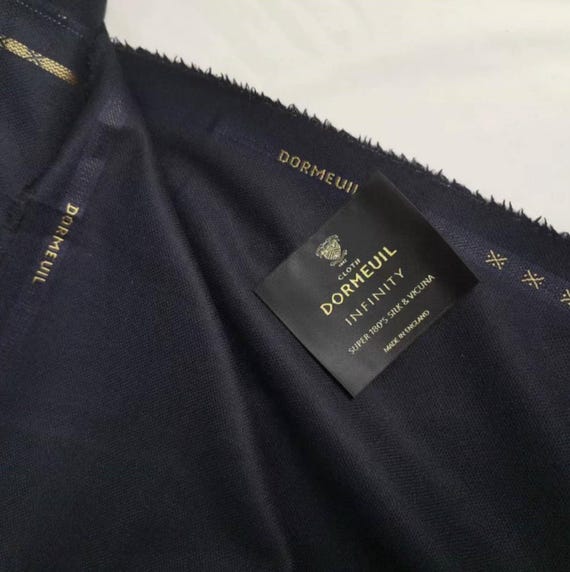 DORMEUIL
DORMEUIL
CLOTH
DORMEUIL
INFINITY
SUPER 180'S SILK & VICUNA
MADE IN ENGLAND